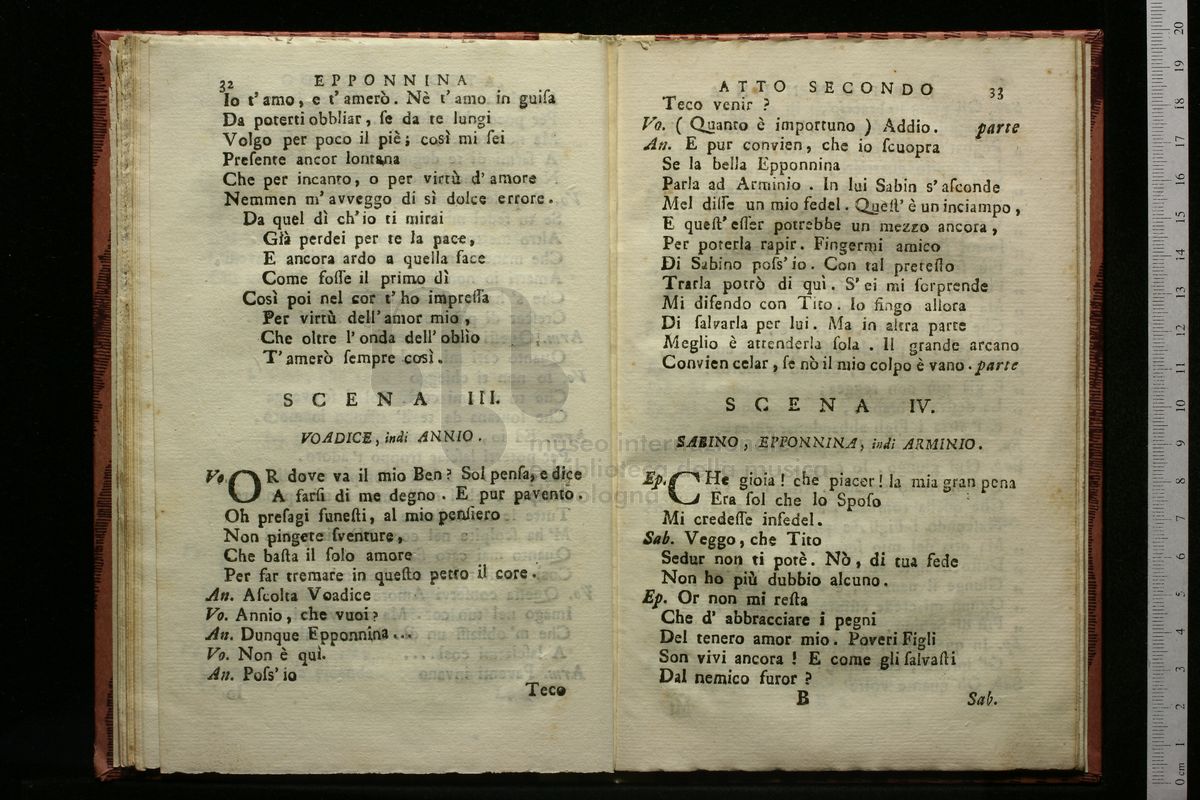 32 EPPONNINA
Io t'amo, e t'amerò. Nè t'amo in guiſa
Da poterti obbliar, ſe da te lungi
Volgo per poco il piè; così mi ſei
Preſente ancor lontana
Che per incanto, o per virtù d'amore
Nemmen m'avveggo di sì dolce errore.
Da quel dì ch'io ti mirai
Già perdei per te la pace,
E ancora ardo a quella face
Come foſſe il primo dì
Così poi nel cor t'ho impreſſa
Per virtù dell'amor mio,
Che oltre l'onda dell'oblìo
T'amerò ſempre così.
SCENA III.
VOADICE, indi ANNIO.
Vo. OR dove va il mio Ben? Sol penſa, e dice
A farſi di me degno. E pur pavento.
Oh preſagi funeſti, al mio penſiero
Non pingete ſventure,
Che baſta il ſolo amore
Per far tremare in queſto petto il core.
An. Aſcolta Voadice
Vo. Annio, che vuoi?
An. Dunque Epponnina...
Vo. Non è quì.
An. Poſs'io
Teco
ATTO SECONDO 33
Teco venir?
Vo. (Quanto è importuno) Addio. parte
An. E pur convien, che io ſcuopra
Se la bella Epponnina
Parla ad Arminio. In lui Sabin s'aſconde
Mel diſſe un mio fedel. Queſt'è un inciampo,
E queſt'eſſer potrebbe un mezzo ancora,
Per poterla rapir. Fingermi amico
Di Sabino poſs'io. Con tal preteſto
Trarla potrò di quì. S'ei mi ſorprende
Mi difendo con Tito. Io fingo allora
Di ſalvarla per lui. Ma in altra parte
Meglio è attenderla ſola. Il grande arcano
Convien celar, ſe nò il mio colpo è vano. parte
SCENA IV.
SABINO, EPPONNINA, indi ARMINIO.
Ep. CHe gioia! che piacer! la mia gran pena
Era ſol che lo Spoſo
Mi credeſſe infedel.
Sab. Veggo, che Tito
Sedur non ti potè. Nò, di tua fede
Non ho più dubbio alcuno.
Ep. Or non mi reſta
Che d'abbracciare i pegni
Del tenero amor mio. Poveri Figli
Son vivi ancora! E come gli ſalvaſti
Dal nemico furor?
B Sab.
museo internazionale
biblioteca della musica
bologna